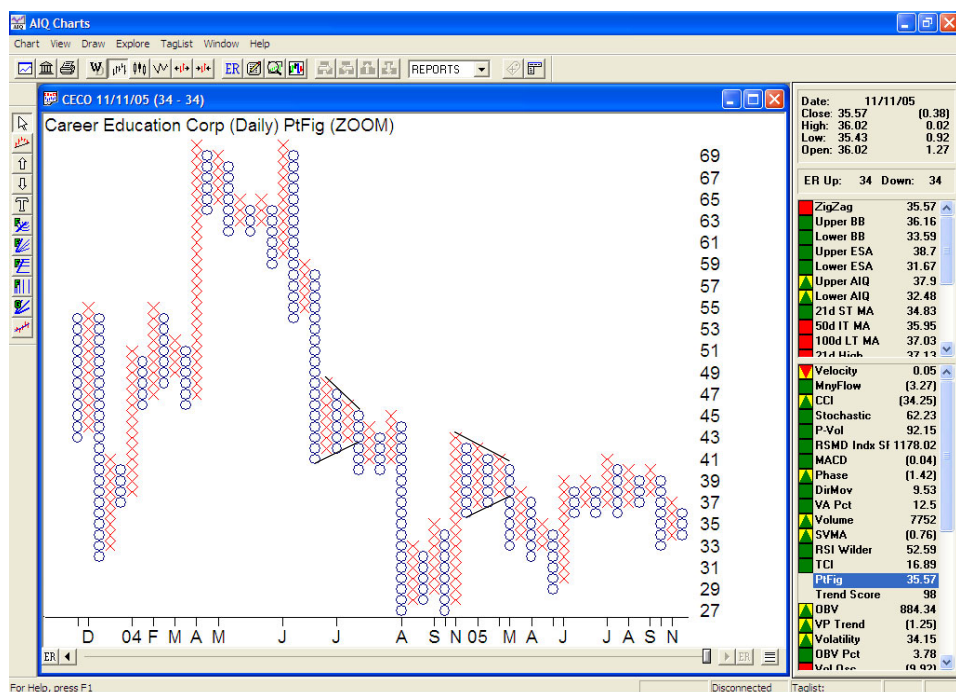 AIQ Charts
Chart View Draw Explore TagList Window Help
W ER REPORTS
CECO 11/11/05 (34 - 34)
Career Education Corp (Daily) PtFig (ZOOM)
69
67
65
63
61
59
57
55
53
51
49
47
45
43
41
39
37
35
33
31
29
27
D 04 F M A M J J A S N 05 M A J J A S N
ER ER
Date: 11/11/05
Close: 35.57 (0.38)
High: 36.02 0.02
Low: 35.43 0.92
Open: 36.02 1.27
ER Up: 34 Down: 34
ZigZag 35.57
Upper BB 36.16
Lower BB 33.59
Upper ESA 38.7
Lower ESA 31.67
Upper AIQ 37.9
Lower AIQ 32.48
21d ST MA 34.83
50d IT MA 35.95
100d LT MA 37.03
21d High 37.13
Velocity 0.05
MnyFlow (3.27)
CCI (34.25)
Stochastic 62.23
P-Vol 92.15
RSMD Indx SF 1178.02
MACD (0.04)
Phase (1.42)
DirMov 9.53
VA Pct 12.5
Volume 7752
SVMA (0.76)
RSI Wilder 52.59
TCI 16.89
PtFig 35.57
Trend Score 98
OBV 884.34
VP Trend (1.25)
Volatility 34.15
OBV Pct 3.78
Vol Osc (9.92)
For Help, press F1
Disconnected Taglist: